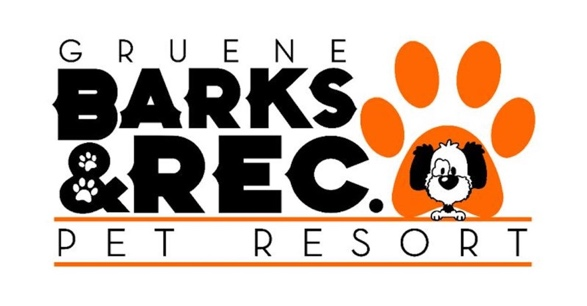 GRUENE
BARKS
&REC.
PET RESORT